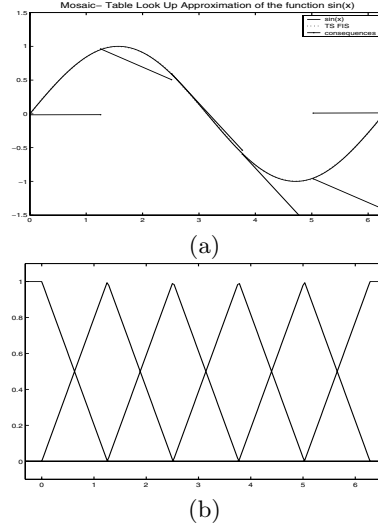 Mosaic- Table Look Up Approximation of the function sin(x)
sin(x)
TS FIS
consequences
1.5
1
0.5
0
-0.5
-1
-1.5
0 1 2 3 4 5 6
(a)
1
0.8
0.6
0.4
0.2
0
0 1 2 3 4 5 6
(b)